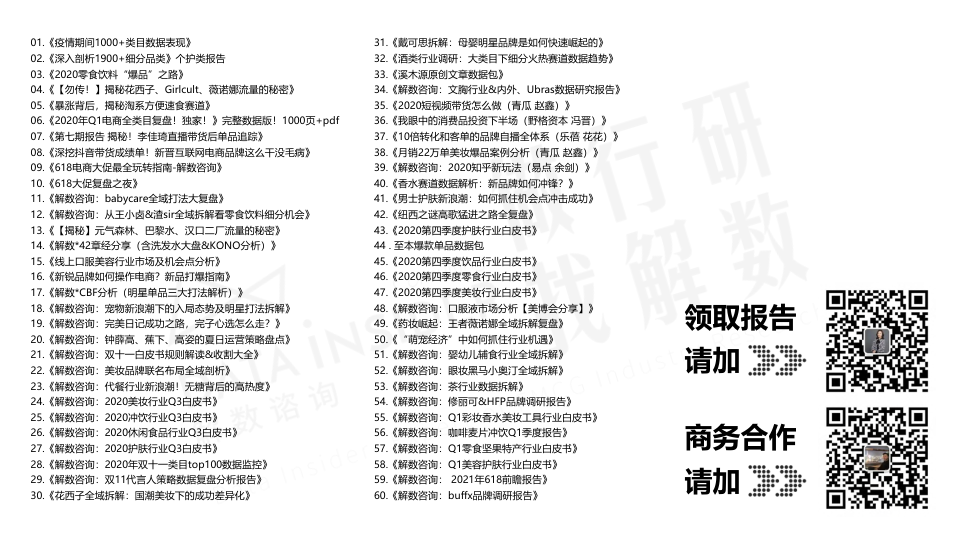 01.《疫情期间1000+类目数据表现》
02.《深入剖析1900+细分品类》个护类报告
03.《2020零食饮料“爆品”之路》
04.《【勿传！】揭秘花西子、Girlcult、薇诺娜流量的秘密》
05.《暴涨背后，揭秘淘系方便速食赛道》
06.《2020年Q1电商全类目复盘！独家！》完整数据版！1000页+pdf
07.《第七期报告 揭秘！李佳琦直播带货后单品追踪》
08.《深挖抖音带货成绩单！新晋互联网电商品牌这么干没毛病》
09.《618电商大促最全玩转指南-解数咨询》
10.《618大促复盘之夜》
11.《解数咨询：babycare全域打法大复盘》
12.《解数咨询：从王小卤&渣sir全域拆解看零食饮料细分机会》
13.《【揭秘】元气森林、巴黎水、汉口二厂流量的秘密》
14.《解数*42章经分享（含洗发水大盘&KONO分析）》
15.《线上口服美容行业市场及机会点分析》
16.《新锐品牌如何操作电商？新品打爆指南》
17.《解数*CBF分析（明星单品三大打法解析）》
18.《解数咨询：宠物新浪潮下的入局态势及明星打法拆解》
19.《解数咨询：完美日记成功之路，完子心选怎么走？》
20.《解数咨询：钟薛高、蕉下、高姿的夏日运营策略盘点》
21.《解数咨询：双十一白皮书规则解读&收割大全》
22.《解数咨询：美妆品牌联名布局全域剖析》
23.《解数咨询：代餐行业新浪潮！无糖背后的高热度》
24.《解数咨询：2020美妆行业Q3白皮书》
25.《解数咨询：2020冲饮行业Q3白皮书》
26.《解数咨询：2020休闲食品行业Q3白皮书》
27.《解数咨询：2020护肤行业Q3白皮书》
28.《解数咨询：2020年双十一类目top100数据监控》
29.《解数咨询：双11代言人策略数据复盘分析报告》
30.《花西子全域拆解：国潮美妆下的成功差异化》
31.《戴可思拆解：母婴明星品牌是如何快速崛起的》
32.《酒类行业调研：大类目下细分火热赛道数据趋势》
33.《溪木源原创文章数据包》
34.《解数咨询：文胸行业&内外、Ubras数据研究报告》
35.《2020短视频带货怎么做（青瓜 赵鑫）》
36.《我眼中的消费品投资下半场（野格资本 冯晋）》
37.《10倍转化和客单的品牌自播全体系（乐蓓 花花）》
38.《月销22万单美妆爆品案例分析（青瓜 赵鑫）》
39.《解数咨询：2020知乎新玩法（易点 余剑）》
40.《香水赛道数据解析：新品牌如何冲锋？》
41.《男士护肤新浪潮：如何抓住机会点冲击成功》
42.《纽西之谜高歌猛进之路全复盘》
43.《2020第四季度护肤行业白皮书》
44 . 至本爆款单品数据包
45.《2020第四季度饮品行业白皮书》
46.《2020第四季度零食行业白皮书》
47.《2020第四季度美妆行业白皮书》
48.《解数咨询：口服液市场分析【美博会分享】》
49.《药妆崛起：王者薇诺娜全域拆解复盘》
50.《“萌宠经济”中如何抓住行业机遇》
51.《解数咨询：婴幼儿辅食行业全域拆解》
52.《解数咨询：眼妆黑马小奥汀全域拆解》
53.《解数咨询：茶行业数据拆解》
54.《解数咨询：修丽可&HFP品牌调研报告》
55.《解数咨询：Q1彩妆香水美妆工具行业白皮书》
56.《解数咨询：咖啡麦片冲饮Q1季度报告》
57.《解数咨询：Q1零食坚果特产行业白皮书》
58.《解数咨询：Q1美容护肤行业白皮书》
59.《解数咨询： 2021年618前瞻报告》
60.《解数咨询：buffx品牌调研报告》
领取报告
请加
商务合作
请加